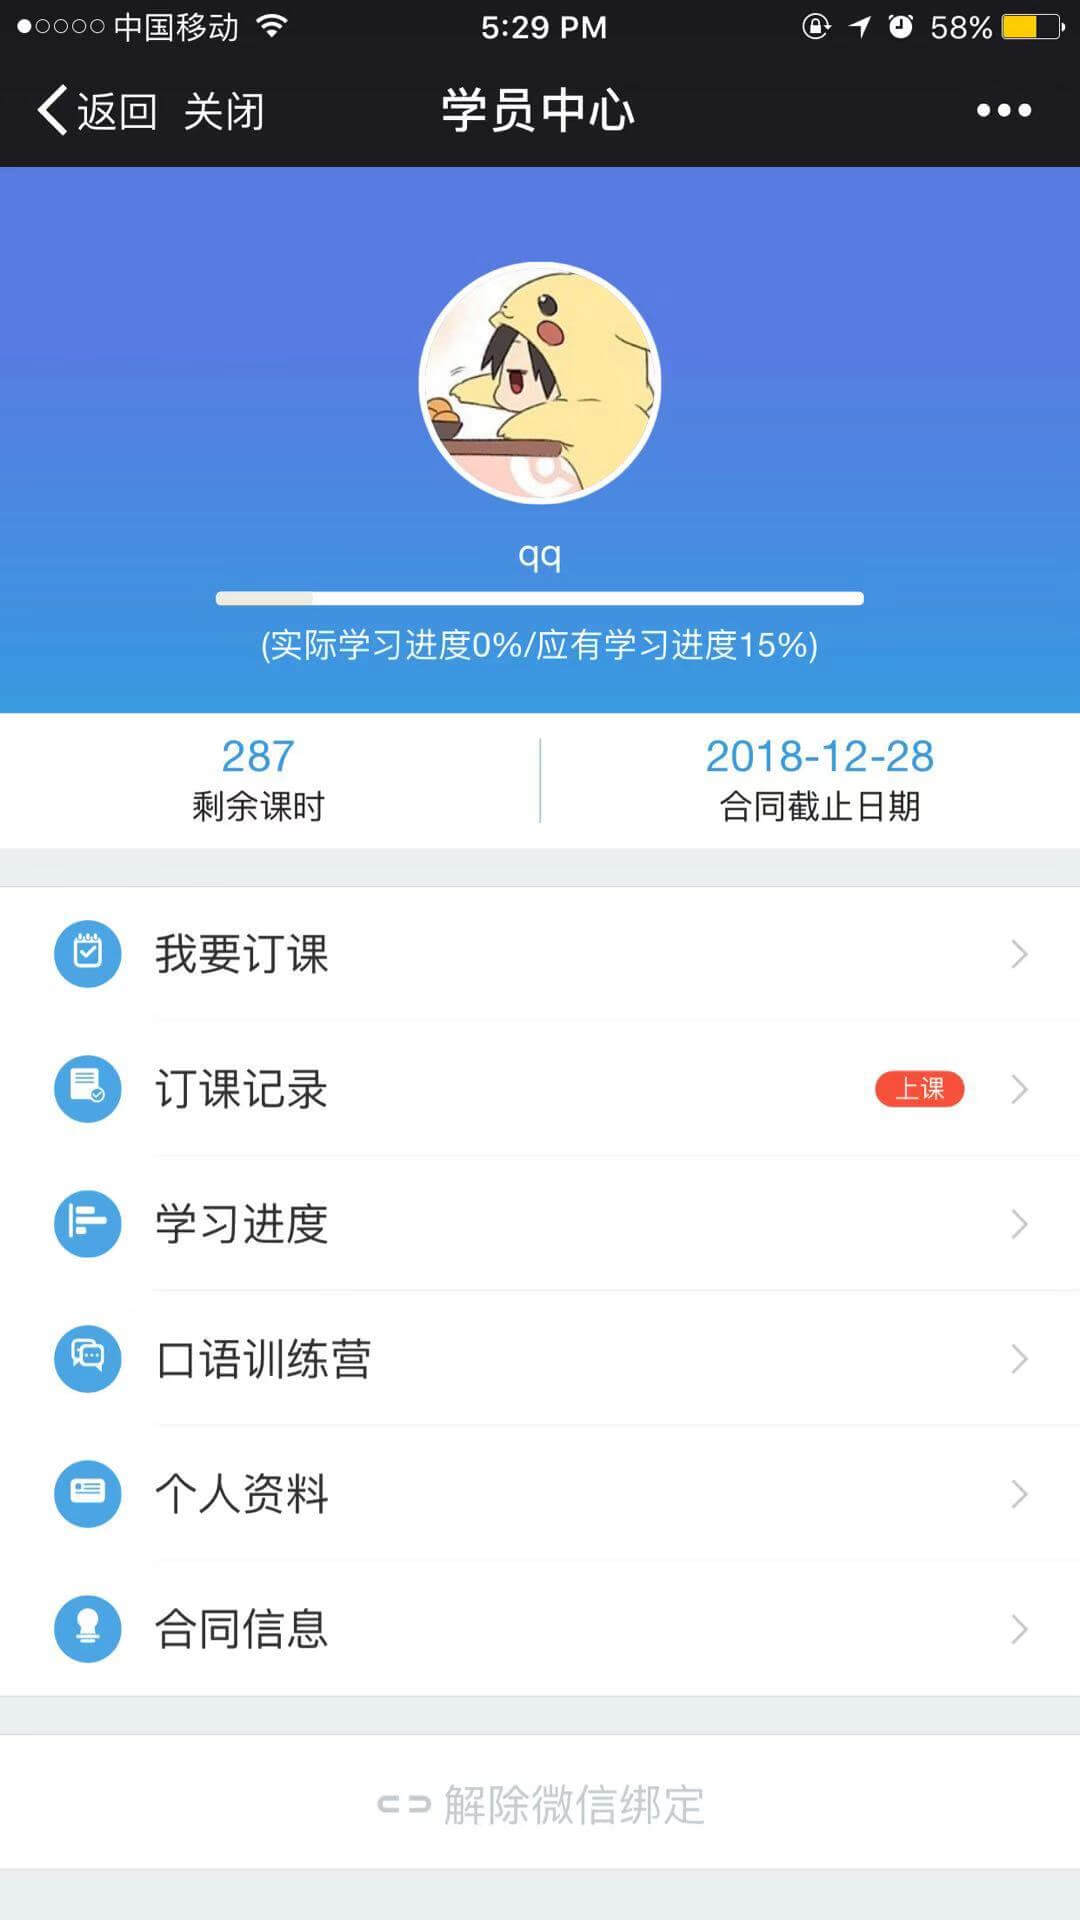 中国移动 5:29 PM 58%
返回 关闭 学员中心
qq
(实际学习进度0%/应有学习进度15%)
287 2018-12-28
剩余课时 合同截止日期
我要订课
订课记录 上课
学习进度
口语训练营
个人资料
合同信息
解除微信绑定